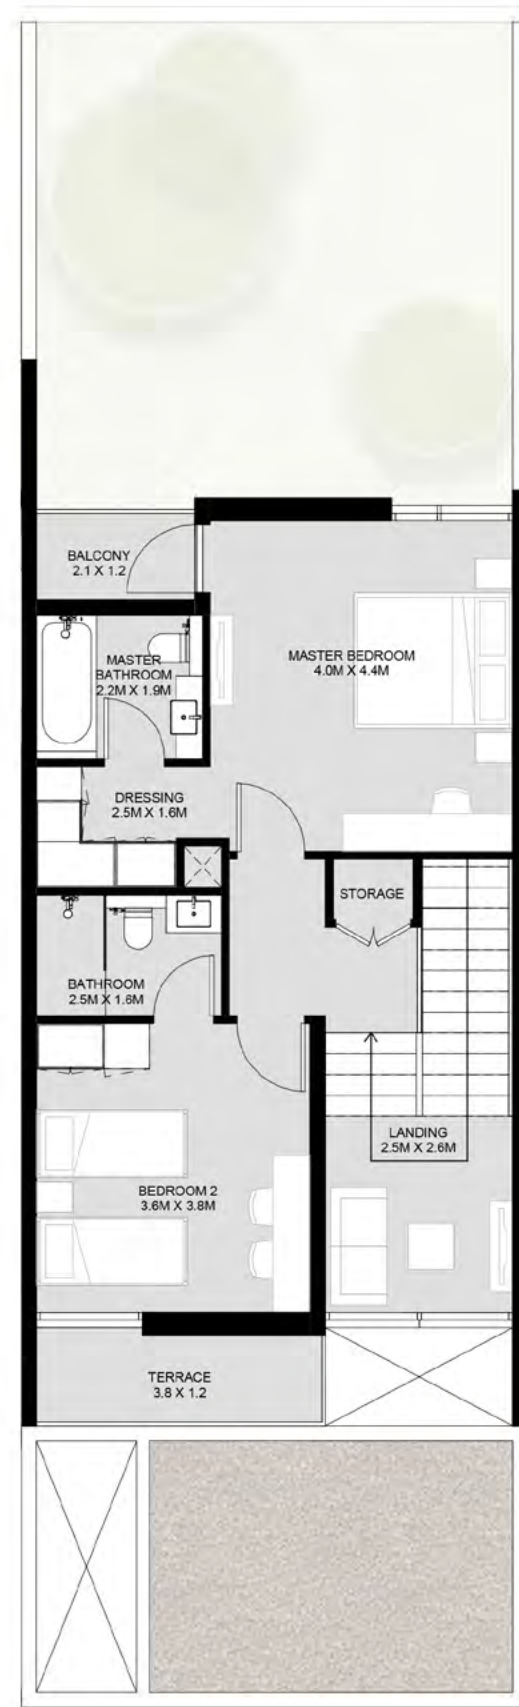 BALCONY
2.1 X 1.2
MASTER
BATHROOM
2.2M X 1.9M
MASTER BEDROOM
4.0M X 4.4M
DRESSING
2.5M X 1.6M
STORAGE
BATHROOM
2.5M X 1.6M
LANDING
2.5M X 2.6M
BEDROOM 2
3.6M X 3.8M
TERRACE
3.8 X 1.2